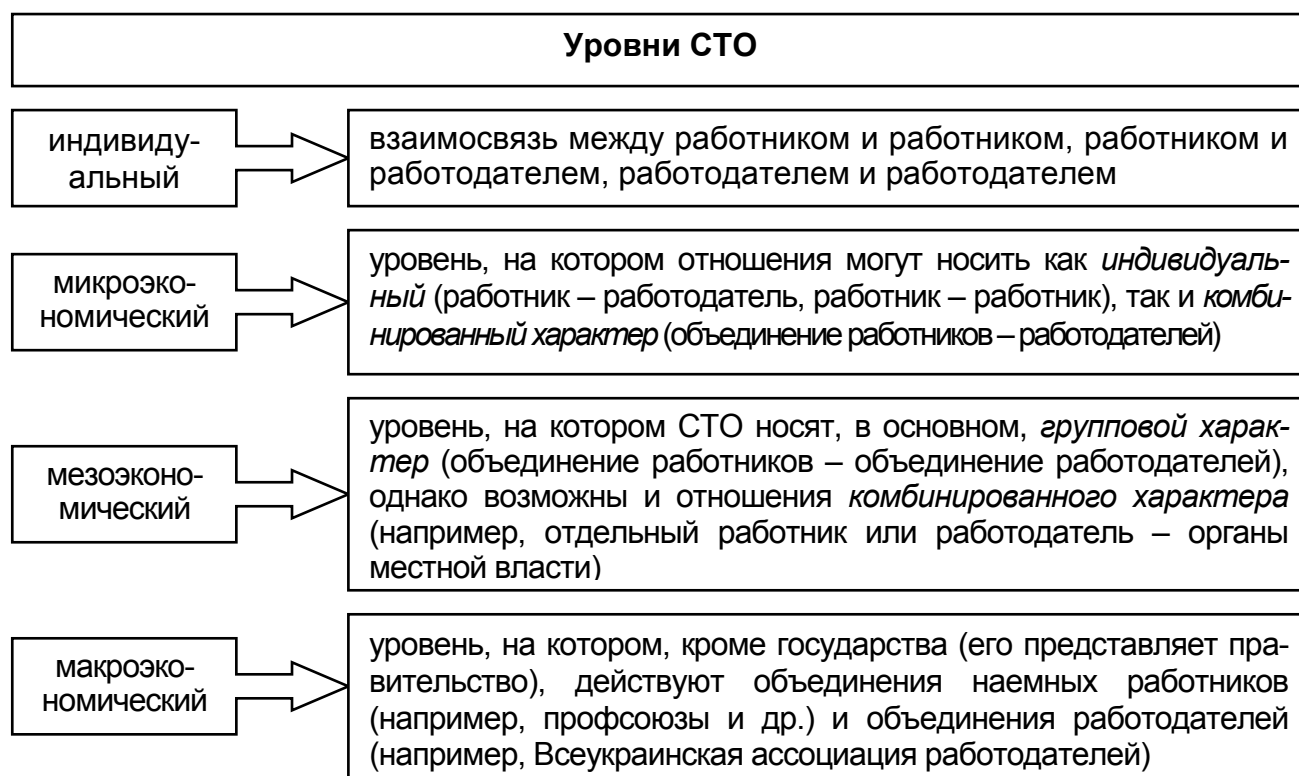 Уровни СТО
индивиду-
альный
взаимосвязь между работником и работником, работником и
работодателем, работодателем и работодателем
микроэко-
номический
уровень, на котором отношения могут носить как индивидуаль-
ный (работник – работодатель, работник – работник), так и комби-
нированный характер (объединение работников – работодателей)
мезоэконо-
мический
уровень, на котором СТО носят, в основном, групповой харак-
тер (объединение работников – объединение работодателей),
однако возможны и отношения комбинированного характера
(например, отдельный работник или работодатель – органы
местной власти)
макроэко-
номический
уровень, на котором, кроме государства (его представляет пра-
вительство), действуют объединения наемных работников
(например, профсоюзы и др.) и объединения работодателей
(например, Всеукраинская ассоциация работодателей)